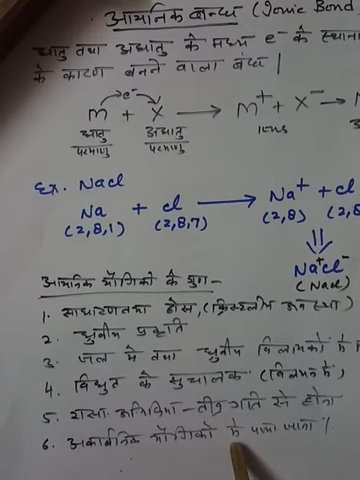 आयनिक बन्ध (Ionic Bond
धातु तथा अधातु के मध्य e⁻ के स्थाना
के कारण बनने वाला बंध |
e⁻
M + X → M⁺ + X⁻ →
धातु अधातु ions
परमाणु परमाणु
Ex. Nacl
Na + cl → Na⁺ + cl
(2,8,1) (2,8,7) (2,8) (2,8
Na⁺cl⁻
(Nacl)
आयनिक यौगिकों के गुण -
1. साधारणतया ठोस, (क्रिस्टलीय अवस्था)
2. ध्रुवीय प्रकृति
3. जल में तथा ध्रुवीय विलायकों में
4. विधुत के सुचालक (विलयन में)
5. रासा. अभिक्रिया - तीव्र गति से होना
6. अकार्बनिक यौगिकों में पाया जाना